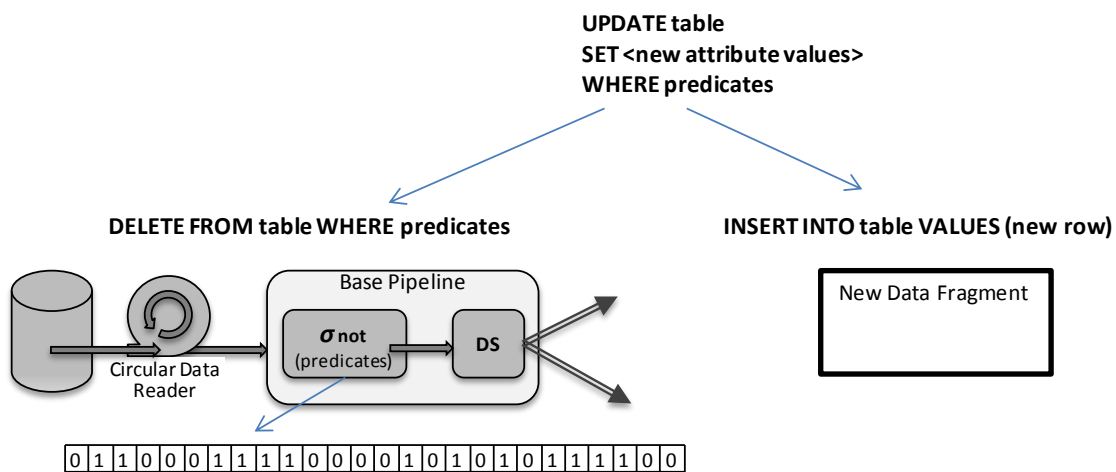 UPDATE table
SET <new attribute values>
WHERE predicates
DELETE FROM table WHERE predicates
INSERT INTO table VALUES (new row)
Base Pipeline
σ not
(predicates)
DS
Circular Data
Reader
New Data Fragment
0 1 1 0 0 0 1 1 1 1 0 0 0 0 1 0 1 0 1 0 1 1 1 1 0 0